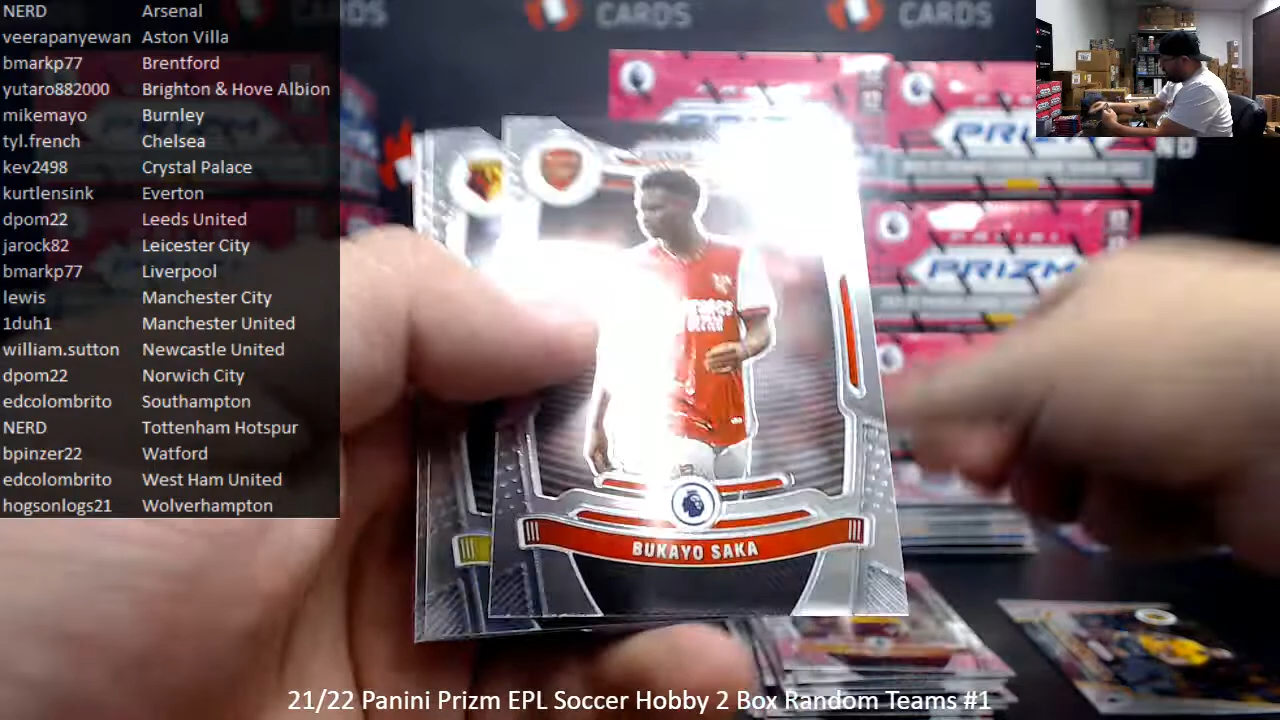 NERD Arsenal
veerapanyewan Aston Villa
bmarkp77 Brentford
yutaro882000 Brighton & Hove Albion
mikemayo Burnley
tyl.french Chelsea
kev2498 Crystal Palace
kurtlensink Everton
dpom22 Leeds United
jarock82 Leicester City
bmarkp77 Liverpool
lewis Manchester City
1duh1 Manchester United
william.sutton Newcastle United
dpom22 Norwich City
edcolombrito Southampton
NERD Tottenham Hotspur
bpinzer22 Watford
edcolombrito West Ham United
hogsonlogs21 Wolverhampton
CARDS
CARDS
PRIZM
PRIZM
BUKAYO SAKA
21/22 Panini Prizm EPL Soccer Hobby 2 Box Random Teams #1